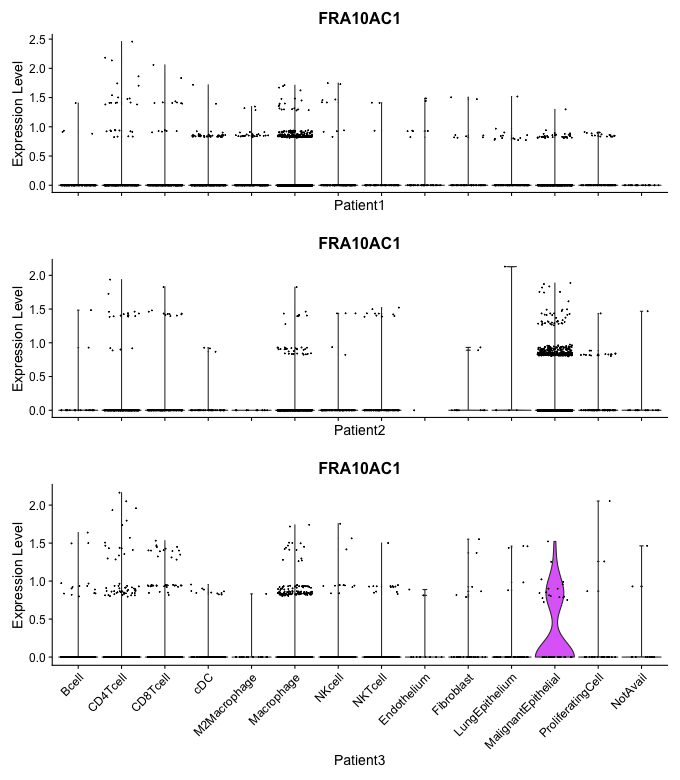 FRA10AC1
Expression Level
2.5
2.0
1.5
1.0
0.5
0.0
Patient1
FRA10AC1
Expression Level
2.0
1.5
1.0
0.5
0.0
Patient2
FRA10AC1
Expression Level
2.0
1.5
1.0
0.5
0.0
Bcell
CD4Tcell
CD8Tcell
cDC
M2Macrophage
Macrophage
NKcell
NKTcell
Endothelium
Fibroblast
LungEpithelium
MalignantEpithelial
ProliferatingCell
NotAvail
Patient3